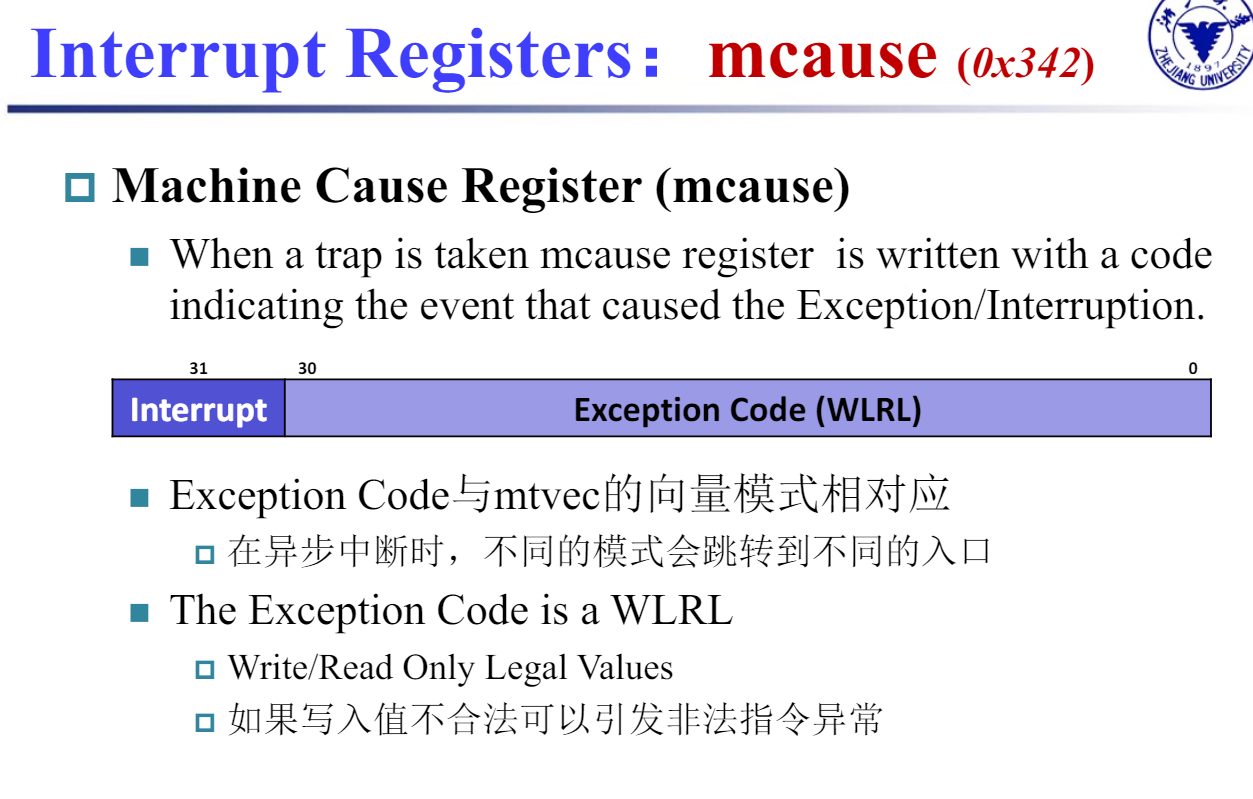 Interrupt Registers： mcause (0x342)
1897
ZHEJIANG UNIVERSITY
Machine Cause Register (mcause)
When a trap is taken mcause register is written with a code
indicating the event that caused the Exception/Interruption.
31 30 0
Interrupt Exception Code (WLRL)
Exception Code与mtvec的向量模式相对应
在异步中断时，不同的模式会跳转到不同的入口
The Exception Code is a WLRL
Write/Read Only Legal Values
如果写入值不合法可以引发非法指令异常